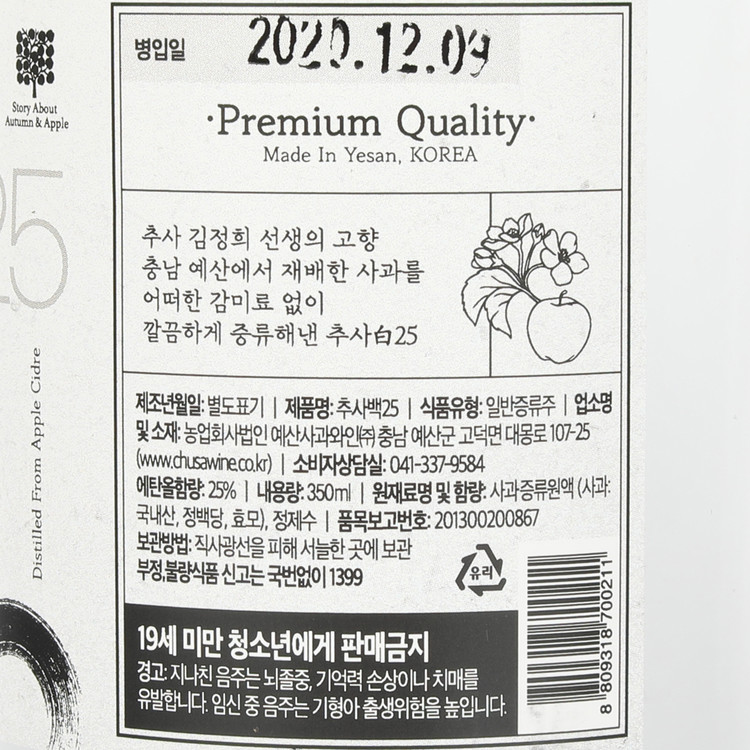 Story About
Autumn & Apple
25
Distilled From Apple Cidre
병입일
2020.12.09
·Premium Quality·
Made In Yesan, KOREA
추사 김정희 선생의 고향
충남 예산에서 재배한 사과를
어떠한 감미료 없이
깔끔하게 증류해낸 추사白25
제조년월일: 별도표기 | 제품명: 추사백25 | 식품유형: 일반증류주 | 업소명
및 소재: 농업회사법인 예산사과와인㈜ 충남 예산군 고덕면 대몽로 107-25
(www.chusawine.co.kr) | 소비자상담실: 041-337-9584
에탄올함량: 25% | 내용량: 350ml | 원재료명 및 함량: 사과증류원액 (사과:
국내산, 정백당, 효모), 정제수 | 품목보고번호: 201300200867
보관방법: 직사광선을 피해 서늘한 곳에 보관
부정,불량식품 신고는 국번없이 1399
유리
19세 미만 청소년에게 판매금지
경고: 지나친 음주는 뇌졸중, 기억력 손상이나 치매를
유발합니다. 임신 중 음주는 기형아 출생위험을 높입니다.
8 809318 700211